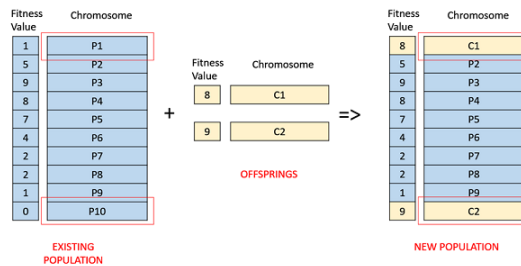 Fitness Value Chromosome
1 P1
5 P2
9 P3
8 P4
7 P5
4 P6
2 P7
2 P8
1 P9
0 P10
EXISTING
POPULATION
+
Fitness
Value Chromosome
8 C1
9 C2
OFFSPRINGS
=>
Fitness
Value Chromosome
8 C1
5 P2
9 P3
8 P4
7 P5
4 P6
2 P7
2 P8
1 P9
9 C2
NEW POPULATION